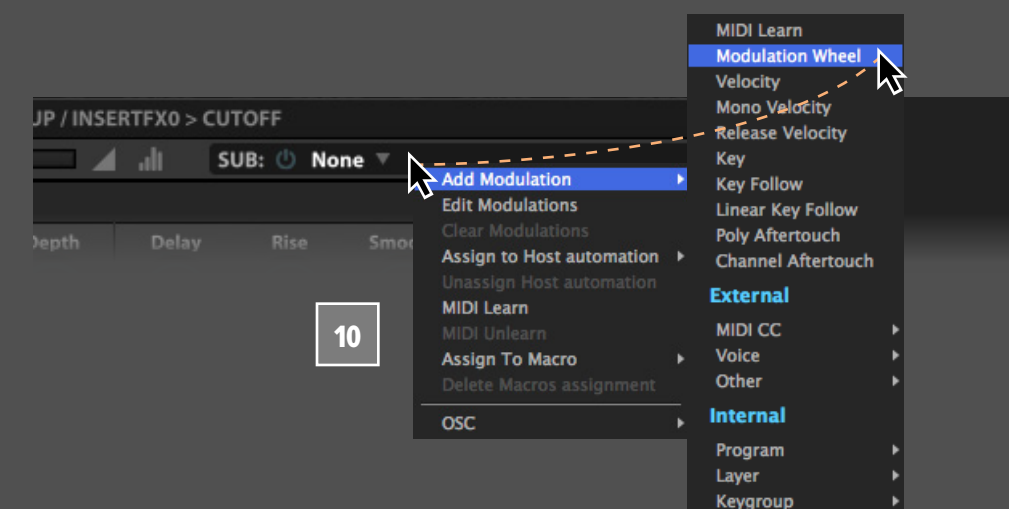 UP / INSERTFX0 > CUTOFF
SUB: None
Depth Delay Rise
10
Add Modulation
Edit Modulations
Clear Modulations
Assign to Host automation
Unassign Host automation
MIDI Learn
MIDI Unlearn
Assign To Macro
Delete Macros assignment
OSC
MIDI Learn
Modulation Wheel
Velocity
Mono Velocity
Release Velocity
Key
Key Follow
Linear Key Follow
Poly Aftertouch
Channel Aftertouch
External
MIDI CC
Voice
Other
Internal
Program
Layer
Keygroup